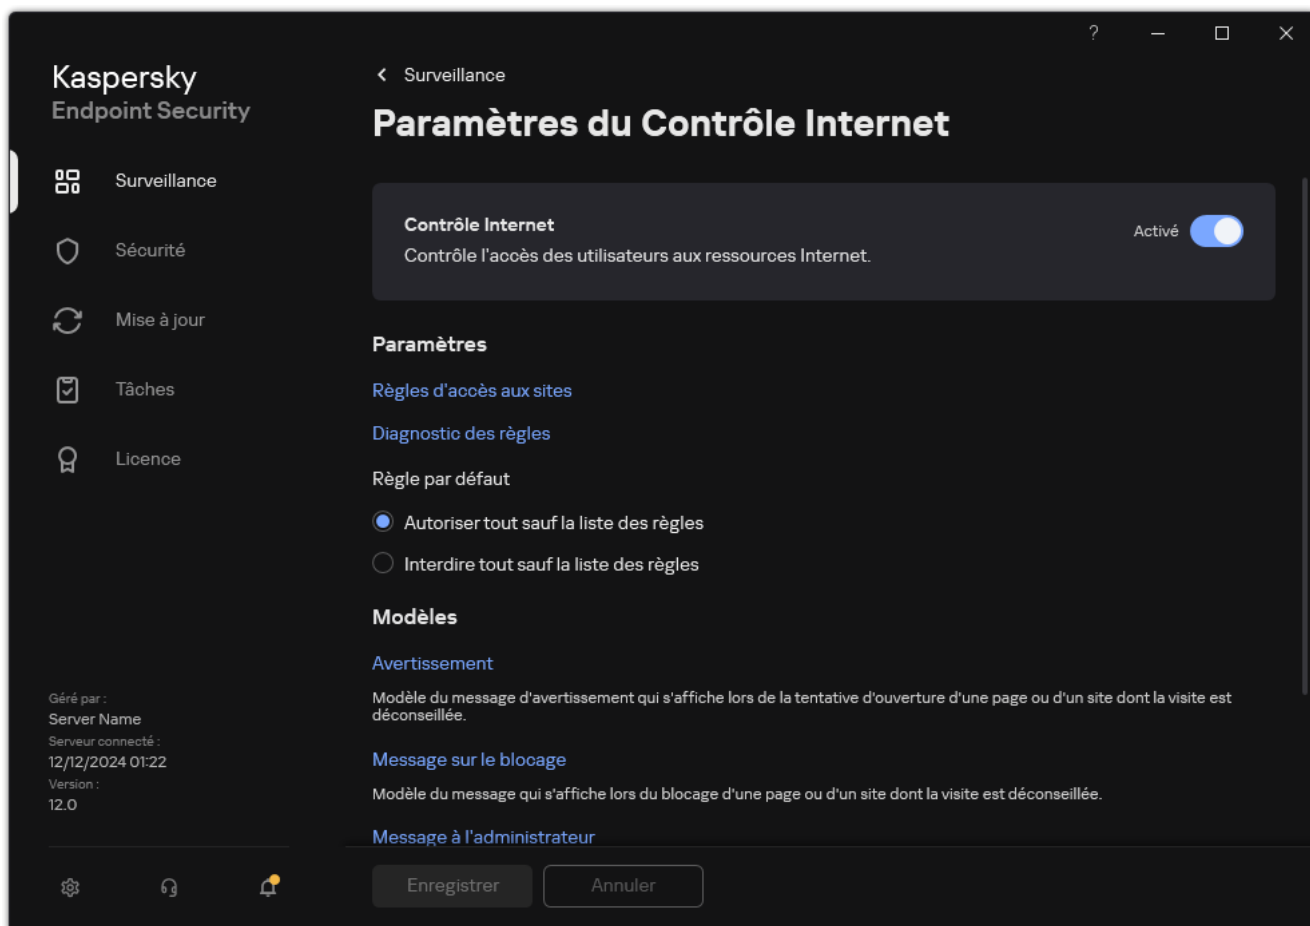 ?
Kaspersky
Endpoint Security
Surveillance
Sécurité
Mise à jour
Tâches
Licence
Géré par :
Server Name
Serveur connecté :
12/12/2024 01:22
Version :
12.0
Surveillance
Paramètres du Contrôle Internet
Contrôle Internet
Contrôle l'accès des utilisateurs aux ressources Internet.
Activé
Paramètres
Règles d'accès aux sites
Diagnostic des règles
Règle par défaut
Autoriser tout sauf la liste des règles
Interdire tout sauf la liste des règles
Modèles
Avertissement
Modèle du message d'avertissement qui s'affiche lors de la tentative d'ouverture d'une page ou d'un site dont la visite est
déconseillée.
Message sur le blocage
Modèle du message qui s'affiche lors du blocage d'une page ou d'un site dont la visite est déconseillée.
Message à l'administrateur
Enregistrer
Annuler